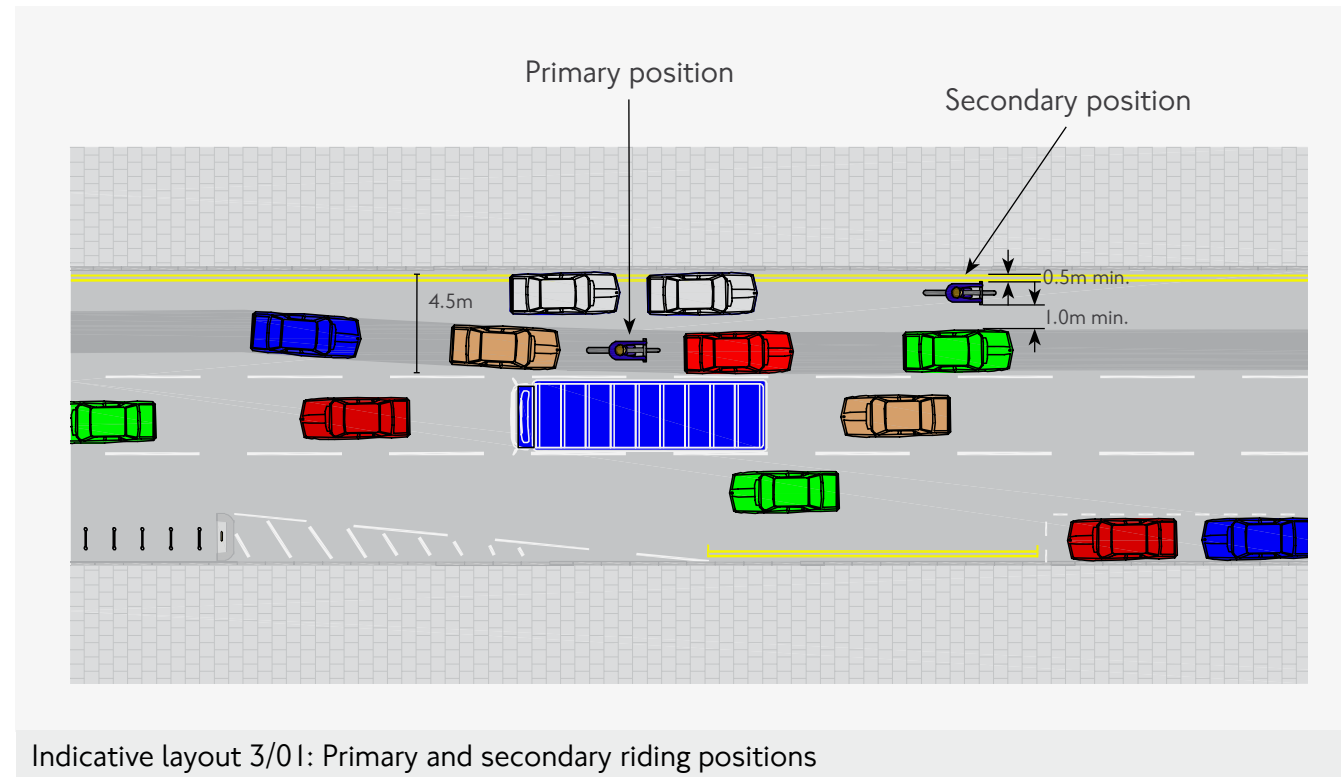 Primary position
Secondary position
0.5m min.
4.5m
1.0m min.
Indicative layout 3/01: Primary and secondary riding positions